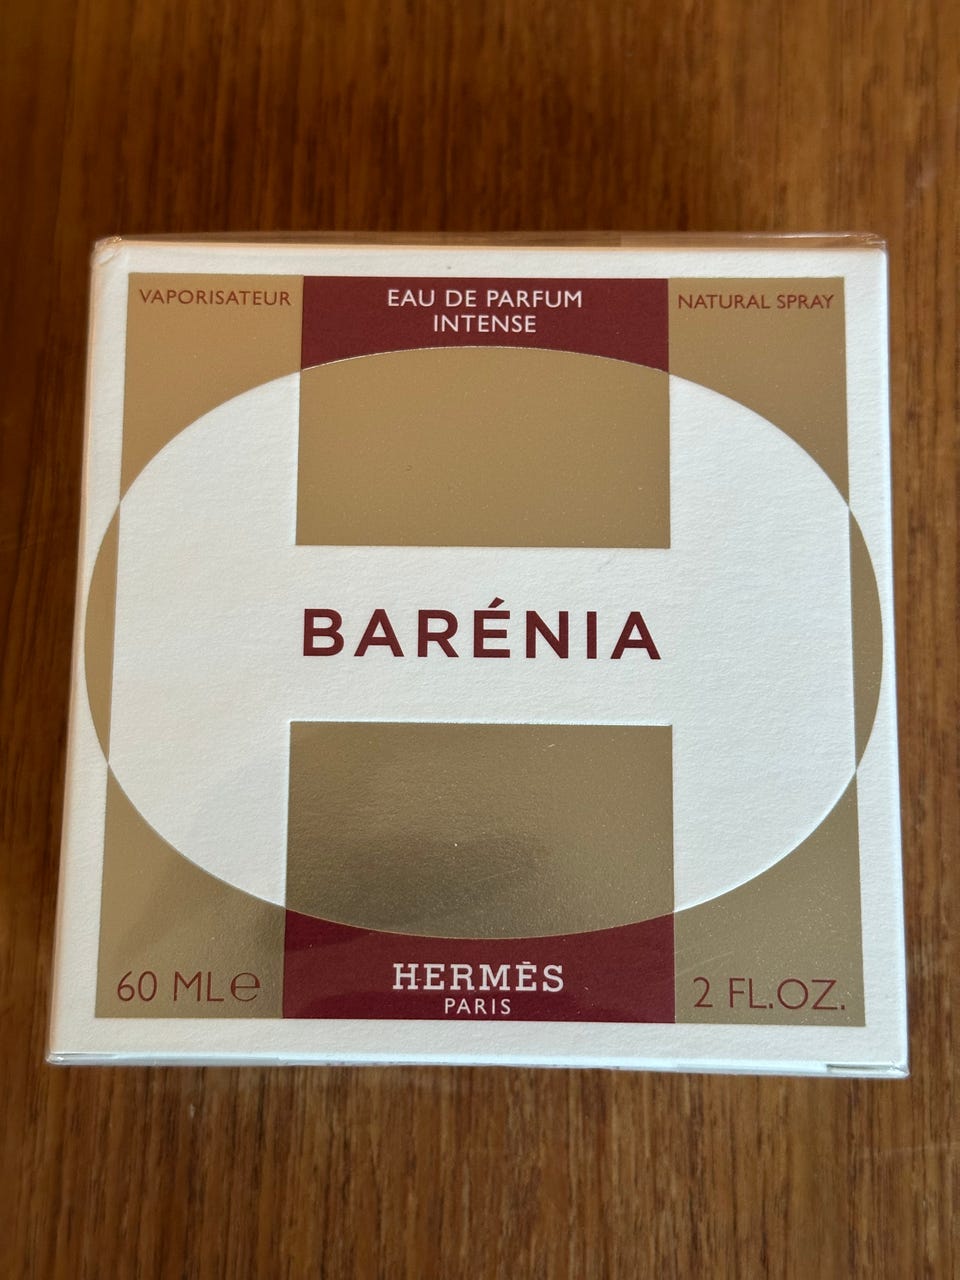 VAPORISATEUR
EAU DE PARFUM
INTENSE
NATURAL SPRAY
BARÉNIA
60 ML℮
HERMÈS
PARIS
2 FL.OZ.